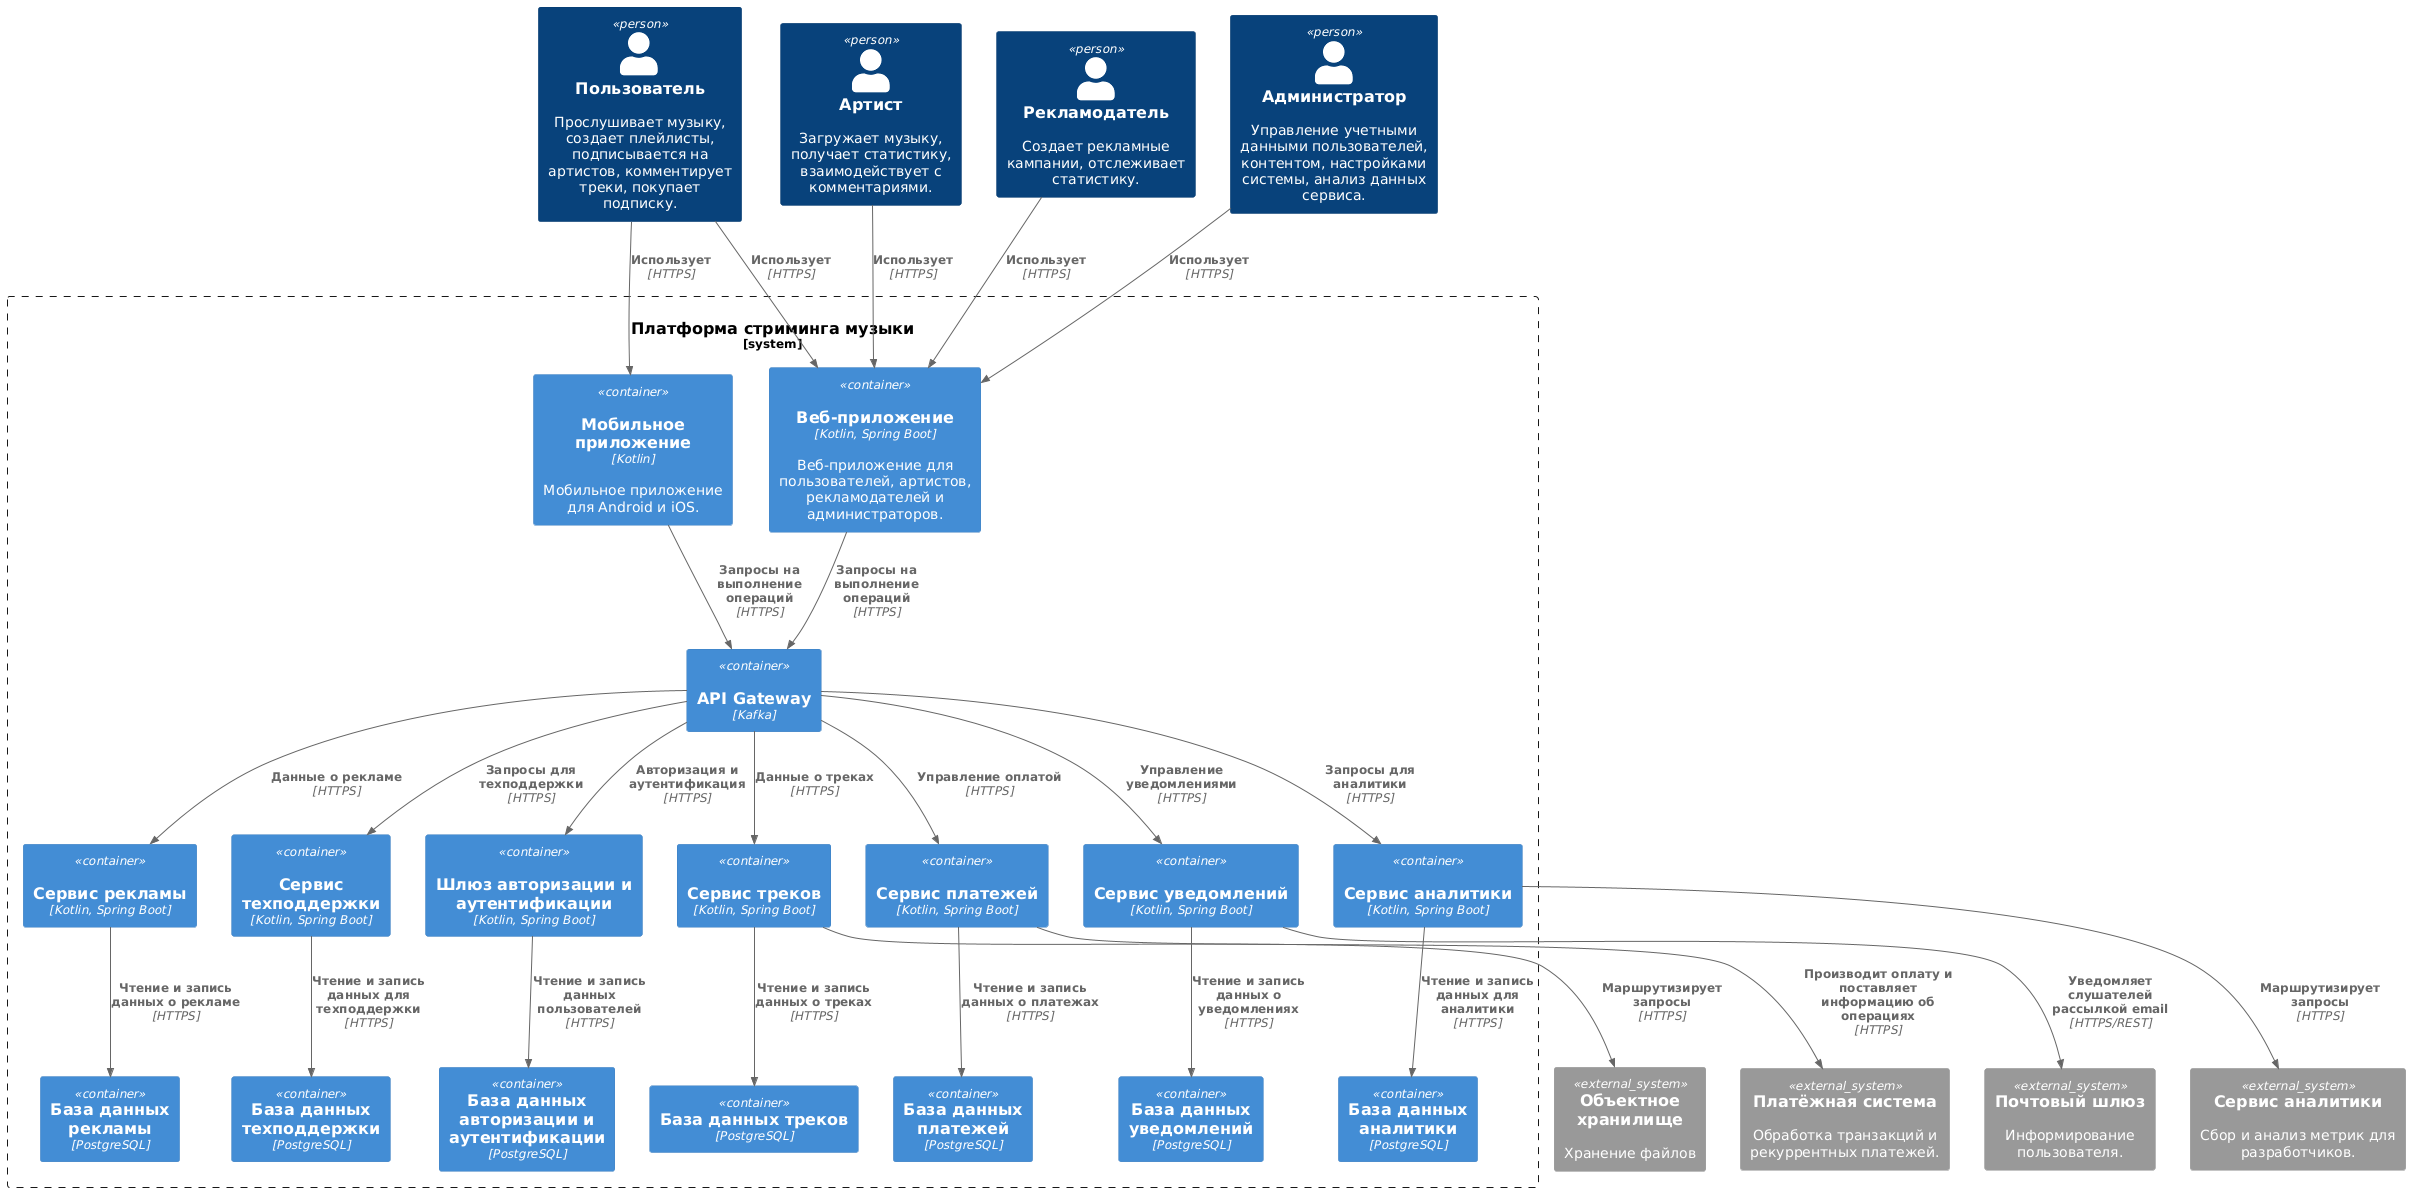 «person»
Пользователь
Прослушивает музыку,
создает плейлисты,
подписывается на
артистов, комментирует
треки, покупает
подписку.
«person»
Артист
Загружает музыку,
получает статистику,
взаимодействует с
комментариями.
«person»
Рекламодатель
Создает рекламные
кампании, отслеживает
статистику.
«person»
Администратор
Управление учетными
данными пользователей,
контентом, настройками
системы, анализ данных
сервиса.
Использует
[HTTPS]
Использует
[HTTPS]
Использует
[HTTPS]
Использует
[HTTPS]
Использует
[HTTPS]
Платформа стриминга музыки
[system]
«container»
Мобильное
приложение
[Kotlin]
Мобильное приложение
для Android и iOS.
«container»
Веб-приложение
[Kotlin, Spring Boot]
Веб-приложение для
пользователей, артистов,
рекламодателей и
администраторов.
Запросы на
выполнение
операций
[HTTPS]
Запросы на
выполнение
операций
[HTTPS]
«container»
API Gateway
[Kafka]
Данные о рекламе
[HTTPS]
Запросы для
техподдержки
[HTTPS]
Авторизация и
аутентификация
[HTTPS]
Данные о треках
[HTTPS]
Управление оплатой
[HTTPS]
Управление
уведомлениями
[HTTPS]
Запросы для
аналитики
[HTTPS]
«container»
Сервис рекламы
[Kotlin, Spring Boot]
«container»
Сервис
техподдержки
[Kotlin, Spring Boot]
«container»
Шлюз авторизации и
аутентификации
[Kotlin, Spring Boot]
«container»
Сервис треков
[Kotlin, Spring Boot]
«container»
Сервис платежей
[Kotlin, Spring Boot]
«container»
Сервис уведомлений
[Kotlin, Spring Boot]
«container»
Сервис аналитики
[Kotlin, Spring Boot]
Чтение и запись
данных о рекламе
[HTTPS]
Чтение и запись
данных для
техподдержки
[HTTPS]
Чтение и запись
данных
пользователей
[HTTPS]
Чтение и запись
данных о треках
[HTTPS]
Чтение и запись
данных о платежах
[HTTPS]
Чтение и запись
данных о
уведомлениях
[HTTPS]
Чтение и запись
данных для
аналитики
[HTTPS]
Маршрутизирует
запросы
[HTTPS]
Производит оплату и
поставляет
информацию об
операциях
[HTTPS]
Уведомляет
слушателей
рассылкой email
[HTTPS/REST]
Маршрутизирует
запросы
[HTTPS]
«container»
База данных
рекламы
[PostgreSQL]
«container»
База данных
техподдержки
[PostgreSQL]
«container»
База данных
авторизации и
аутентификации
[PostgreSQL]
«container»
База данных треков
[PostgreSQL]
«container»
База данных
платежей
[PostgreSQL]
«container»
База данных
уведомлений
[PostgreSQL]
«container»
База данных
аналитики
[PostgreSQL]
«external_system»
Объектное
хранилище
Хранение файлов
«external_system»
Платёжная система
Обработка транзакций и
рекуррентных платежей.
«external_system»
Почтовый шлюз
Информирование
пользователя.
«external_system»
Сервис аналитики
Сбор и анализ метрик для
разработчиков.